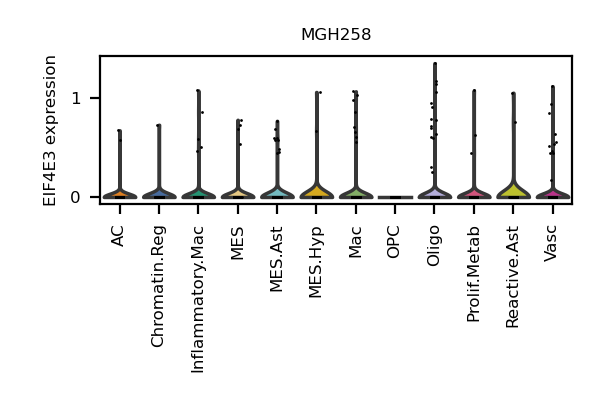 MGH258
EIF4E3 expression
1
0
AC
Chromatin.Reg
Inflammatory.Mac
MES
MES.Ast
MES.Hyp
Mac
OPC
Oligo
Prolif.Metab
Reactive.Ast
Vasc